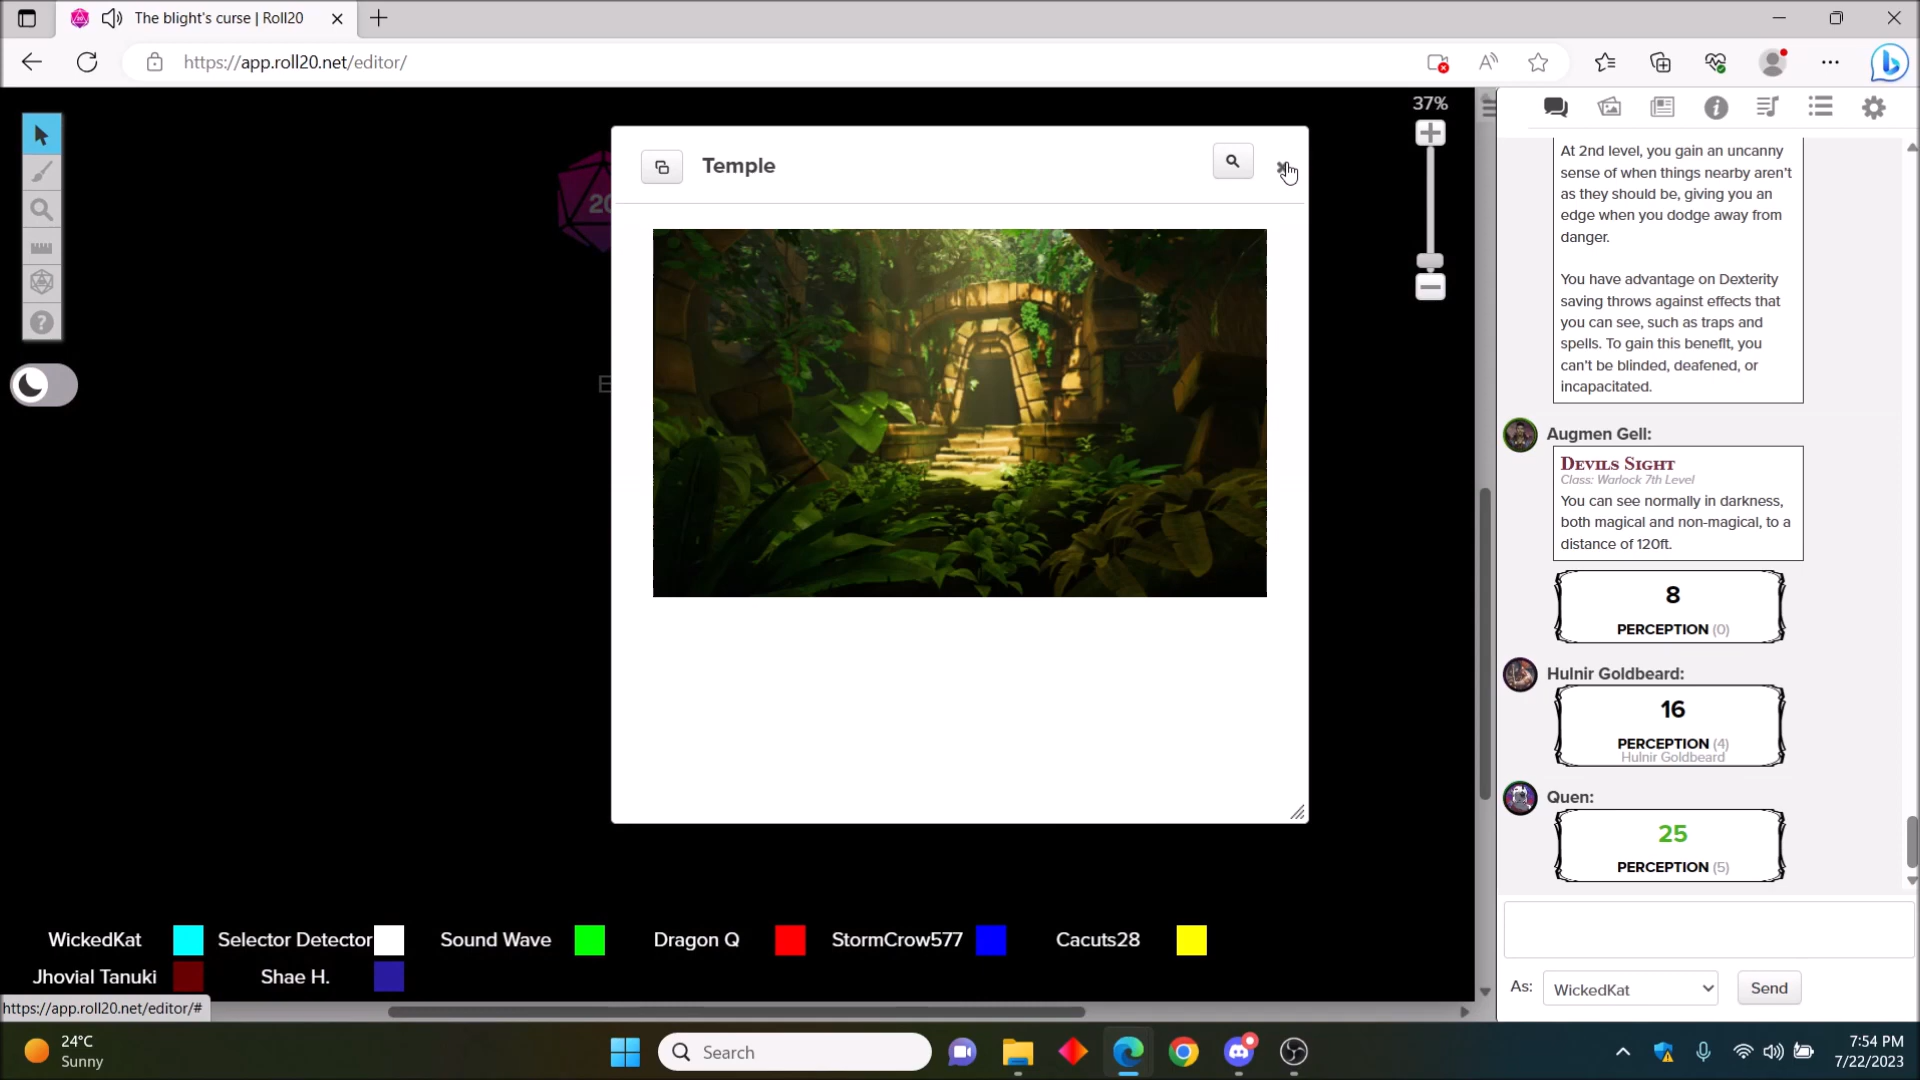 The blight's curse | Roll20
https://app.roll20.net/editor/
37%
20
Temple
E
At 2nd level, you gain an uncanny
sense of when things nearby aren't
as they should be, giving you an
edge when you dodge away from
danger.
You have advantage on Dexterity
saving throws against effects that
you can see, such as traps and
spells. To gain this benefit, you
can't be blinded, deafened, or
incapacitated.
Augmen Gell:
DEVILS SIGHT
Class: Warlock 7th Level
You can see normally in darkness,
both magical and non-magical, to a
distance of 120ft.
8
PERCEPTION (0)
Hulnir Goldbeard:
16
PERCEPTION (4)
Hulnir Goldbeard
Quen:
25
PERCEPTION (5)
As: WickedKat Send
WickedKat Selector Detector Sound Wave Dragon Q StormCrow577 Cacuts28
Jhovial Tanuki Shae H.
https://app.roll20.net/editor/#
24°C
Sunny
Search
7:54 PM
7/22/2023